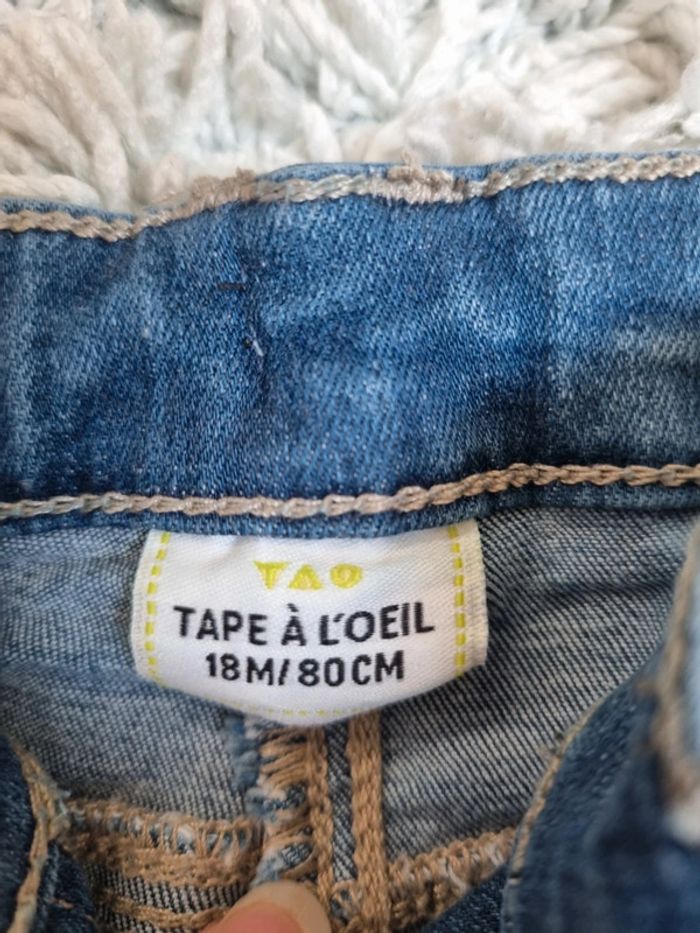 TAO
TAPE À L'OEIL
18M/80CM